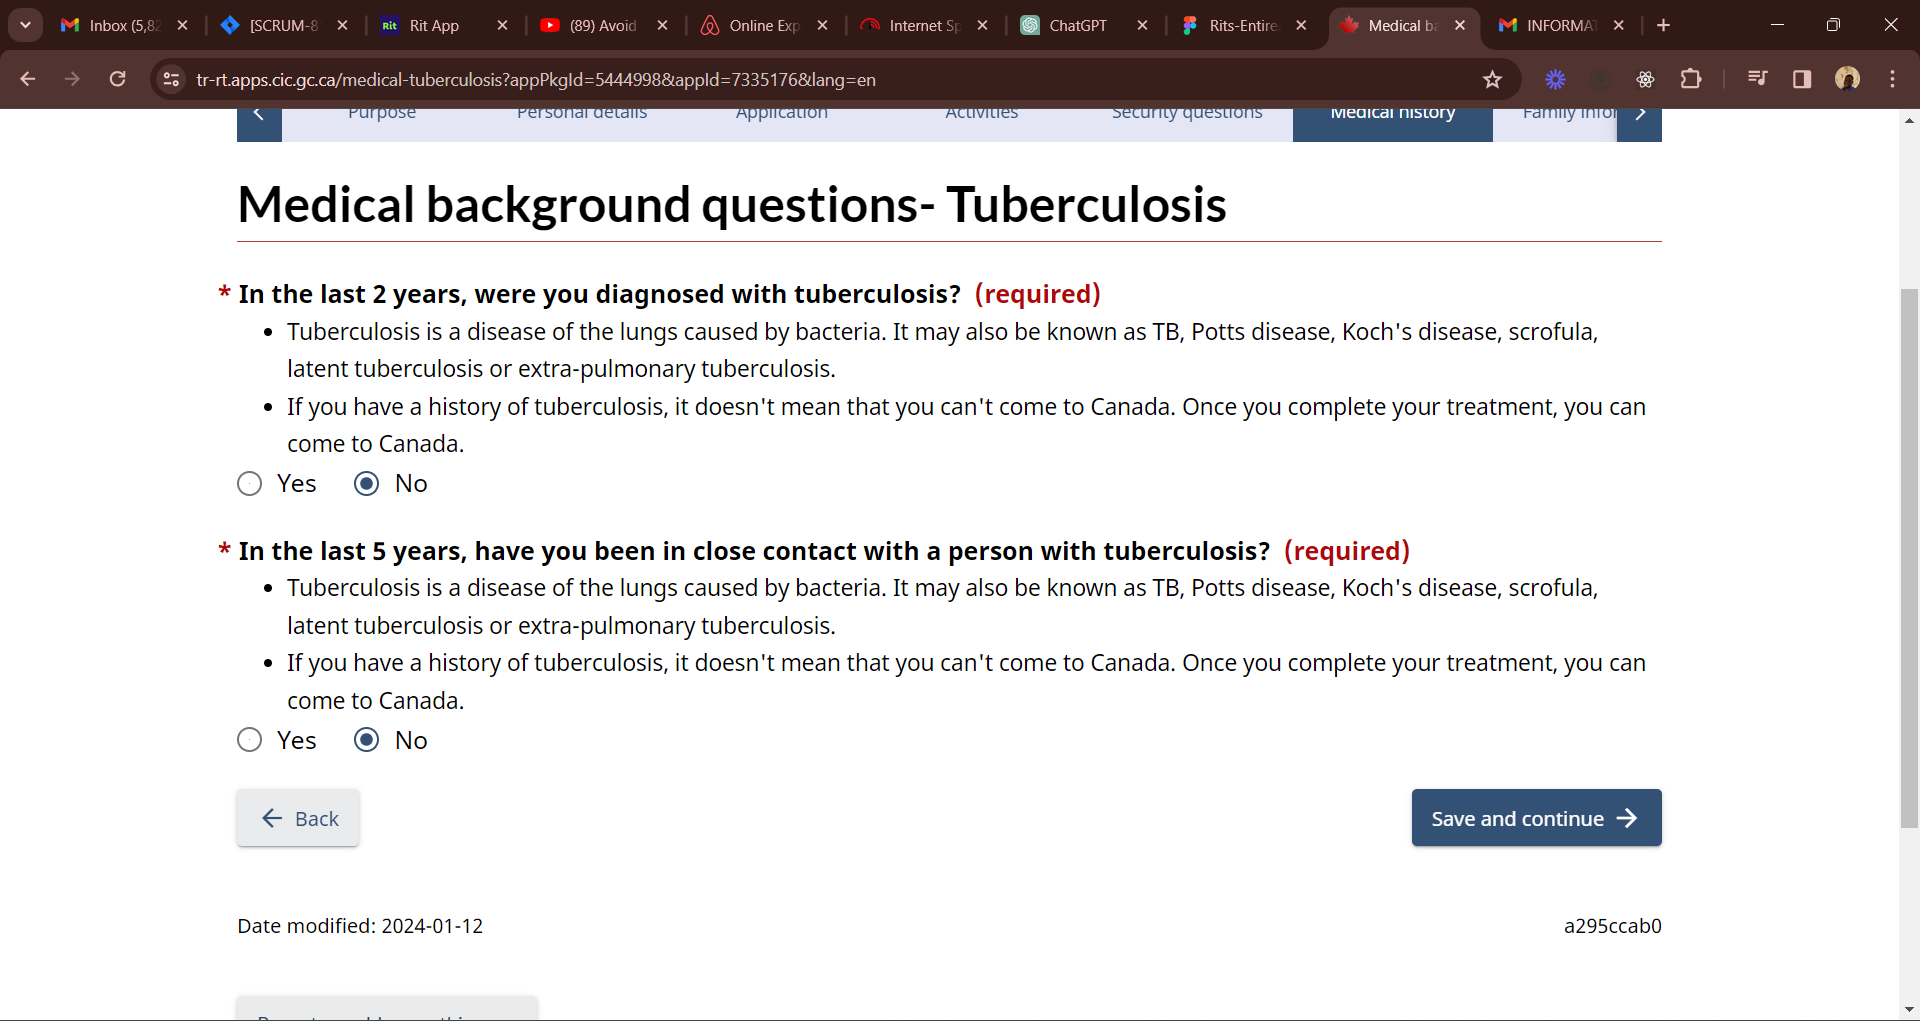 Inbox (5,82
[SCRUM-8
Rit Rit App
(89) Avoid
Online Exp
Internet Sp
ChatGPT
Rits-Entire
Medical ba
INFORMAT
tr-rt.apps.cic.gc.ca/medical-tuberculosis?appPkgId=5444998&appId=7335176&lang=en
Purpose Personal details Application Activities Security questions Medical history Family infor
Medical background questions- Tuberculosis
* In the last 2 years, were you diagnosed with tuberculosis? (required)
• Tuberculosis is a disease of the lungs caused by bacteria. It may also be known as TB, Potts disease, Koch's disease, scrofula,
latent tuberculosis or extra-pulmonary tuberculosis.
• If you have a history of tuberculosis, it doesn't mean that you can't come to Canada. Once you complete your treatment, you can
come to Canada.
Yes No
* In the last 5 years, have you been in close contact with a person with tuberculosis? (required)
• Tuberculosis is a disease of the lungs caused by bacteria. It may also be known as TB, Potts disease, Koch's disease, scrofula,
latent tuberculosis or extra-pulmonary tuberculosis.
• If you have a history of tuberculosis, it doesn't mean that you can't come to Canada. Once you complete your treatment, you can
come to Canada.
Yes No
Back Save and continue
Date modified: 2024-01-12 a295ccab0